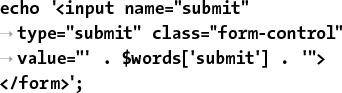 echo '<input name="submit"
→ type="submit" class="form-control"
→ value="' . $words['submit'] . '">
</form>';